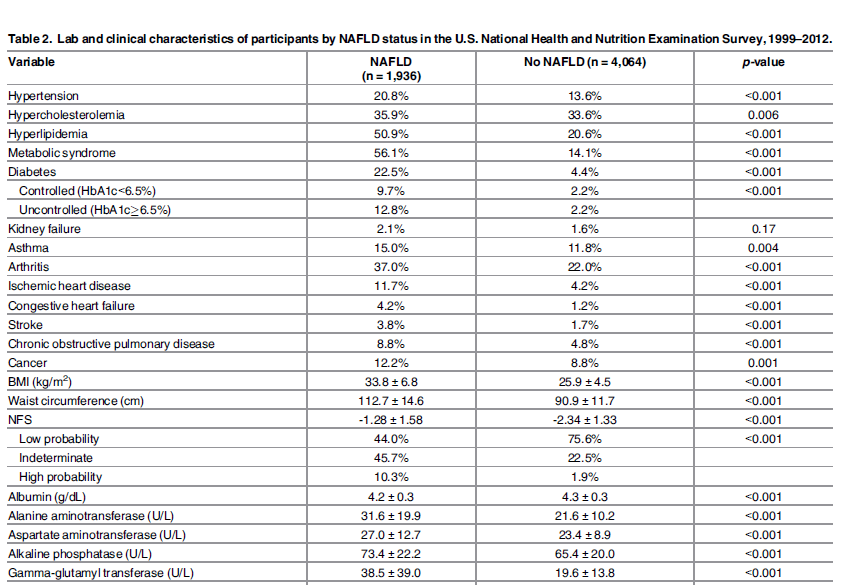 Table 2. Lab and clinical characteristics of participants by NAFLD status in the U.S. National Health and Nutrition Examination Survey, 1999–2012.
Variable NAFLD (n = 1,936) No NAFLD (n = 4,064) p-value
Hypertension 20.8% 13.6% <0.001
Hypercholesterolemia 35.9% 33.6% 0.006
Hyperlipidemia 50.9% 20.6% <0.001
Metabolic syndrome 56.1% 14.1% <0.001
Diabetes 22.5% 4.4% <0.001
Controlled (HbA1c<6.5%) 9.7% 2.2% <0.001
Uncontrolled (HbA1c≥6.5%) 12.8% 2.2%
Kidney failure 2.1% 1.6% 0.17
Asthma 15.0% 11.8% 0.004
Arthritis 37.0% 22.0% <0.001
Ischemic heart disease 11.7% 4.2% <0.001
Congestive heart failure 4.2% 1.2% <0.001
Stroke 3.8% 1.7% <0.001
Chronic obstructive pulmonary disease 8.8% 4.8% <0.001
Cancer 12.2% 8.8% 0.001
BMI (kg/m²) 33.8 ± 6.8 25.9 ± 4.5 <0.001
Waist circumference (cm) 112.7 ± 14.6 90.9 ± 11.7 <0.001
NFS -1.28 ± 1.58 -2.34 ± 1.33 <0.001
Low probability 44.0% 75.6% <0.001
Indeterminate 45.7% 22.5%
High probability 10.3% 1.9%
Albumin (g/dL) 4.2 ± 0.3 4.3 ± 0.3 <0.001
Alanine aminotransferase (U/L) 31.6 ± 19.9 21.6 ± 10.2 <0.001
Aspartate aminotransferase (U/L) 27.0 ± 12.7 23.4 ± 8.9 <0.001
Alkaline phosphatase (U/L) 73.4 ± 22.2 65.4 ± 20.0 <0.001
Gamma-glutamyl transferase (U/L) 38.5 ± 39.0 19.6 ± 13.8 <0.001